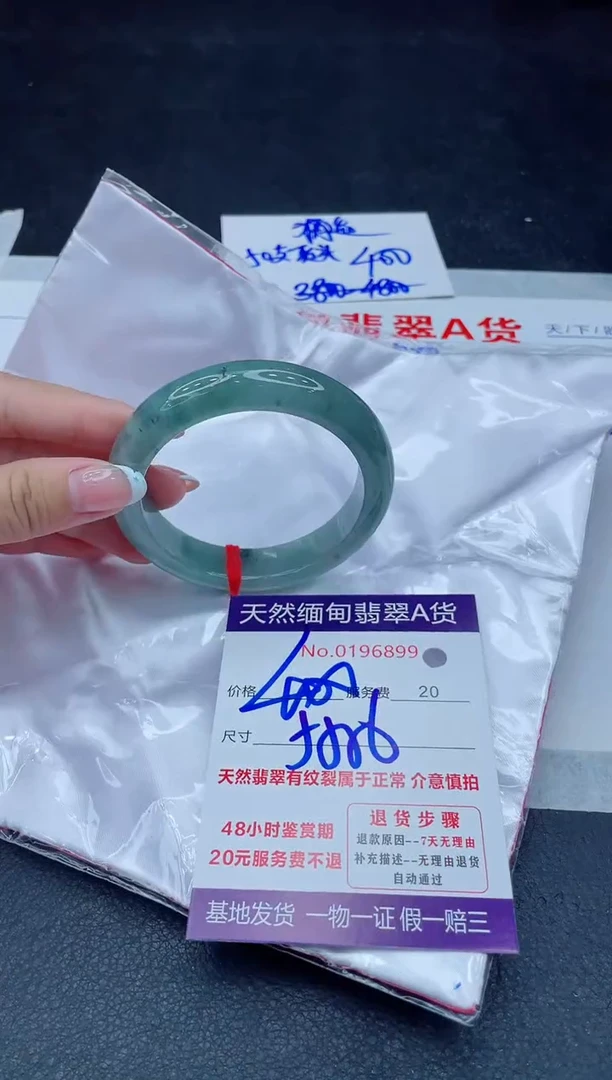 400
3800-4800
翡翠A货
天/下/
天然缅甸翡翠A货
No.0196899
价格 服务费 20
尺寸
天然翡翠有纹裂属于正常 介意慎拍
48小时鉴赏期
20元服务费不退
退货步骤
退款原因--7天无理由
补充描述--无理由退货
自动通过
基地发货 一物一证 假一赔三